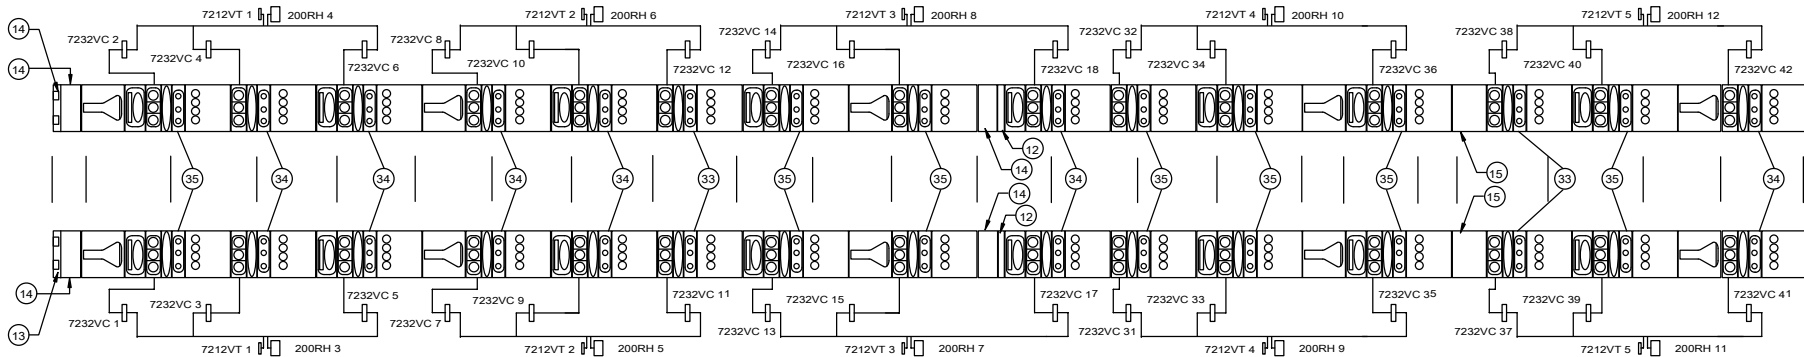 7212VT 1 200RH 4 7212VT 2 200RH 6 7212VT 3 200RH 8 7212VT 4 200RH 10 7212VT 5 200RH 12
14
7232VC 2 7232VC 8 7232VC 14 7232VC 32 7232VC 38
7232VC 4 7232VC 10 7232VC 16 7232VC 34 7232VC 40
14 7232VC 6 7232VC 12 7232VC 18 7232VC 36 7232VC 42
12
14 15
35 34 34 34 34 33 35 35 34 35 34 35 33 35 34
14 15
12
14
7232VC 3 7232VC 5 7232VC 9 7232VC 11 7232VC 15 7232VC 17 7232VC 33 7232VC 35 7232VC 39 7232VC 41
7232VC 1 7232VC 7 7232VC 13 7232VC 31 7232VC 37
13
7212VT 1 200RH 3 7212VT 2 200RH 5 7212VT 3 200RH 7 7212VT 4 200RH 9 7212VT 5 200RH 11